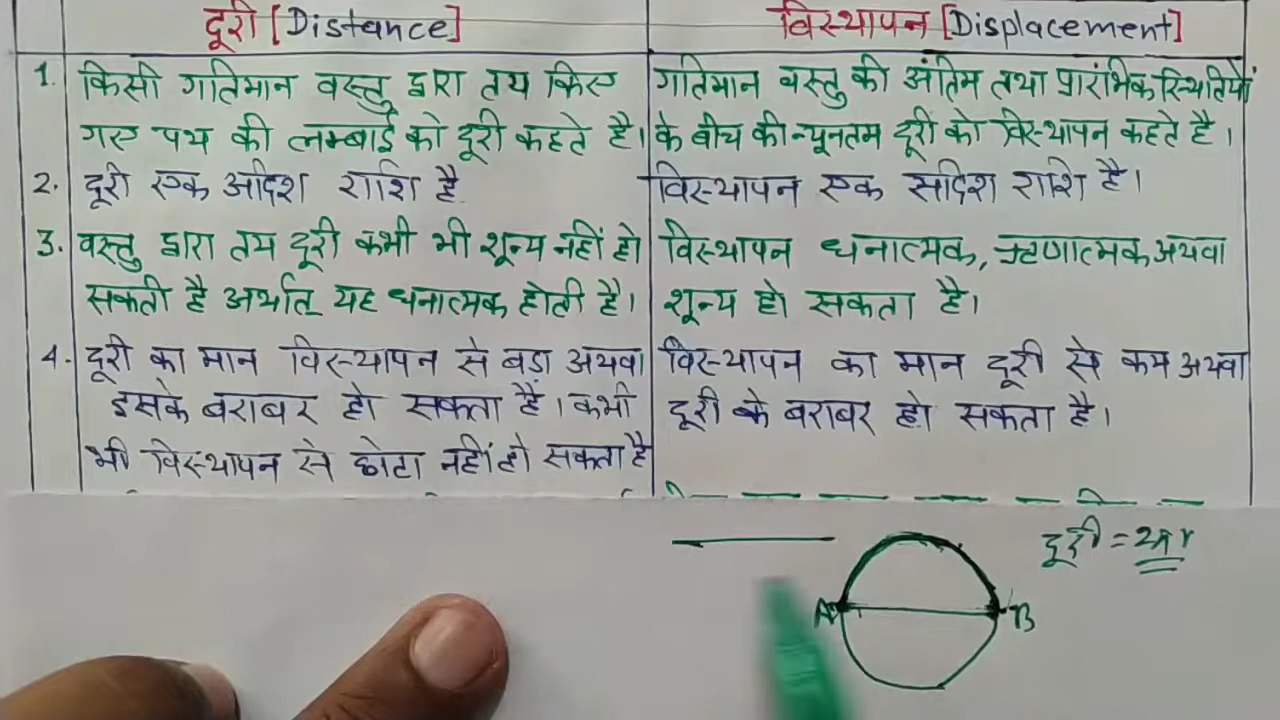 दूरी [Distance]
विस्थापन [Displacement]
1. किसी गतिमान वस्तु द्वारा तय किए
गए पथ की लम्बाई को दूरी कहते है।
गतिमान वस्तु की अंतिम तथा प्रारंभिक स्थितियों
के बीच की न्यूनतम दूरी को विस्थापन कहते है।
2. दूरी एक अदिश राशि है
विस्थापन एक सदिश राशि है।
3. वस्तु द्वारा तय दूरी कभी भी शून्य नहीं हो
सकती है अर्थात् यह धनात्मक होती है।
विस्थापन धनात्मक, ऋणात्मक अथवा
शून्य हो सकता है।
4. दूरी का मान विस्थापन से बड़ा अथवा
इसके बराबर हो सकता है। कभी
भी विस्थापन से छोटा नहीं हो सकता है
विस्थापन का मान दूरी से कम अथवा
दूरी के बराबर हो सकता है।
दूरी = 2πr
A B